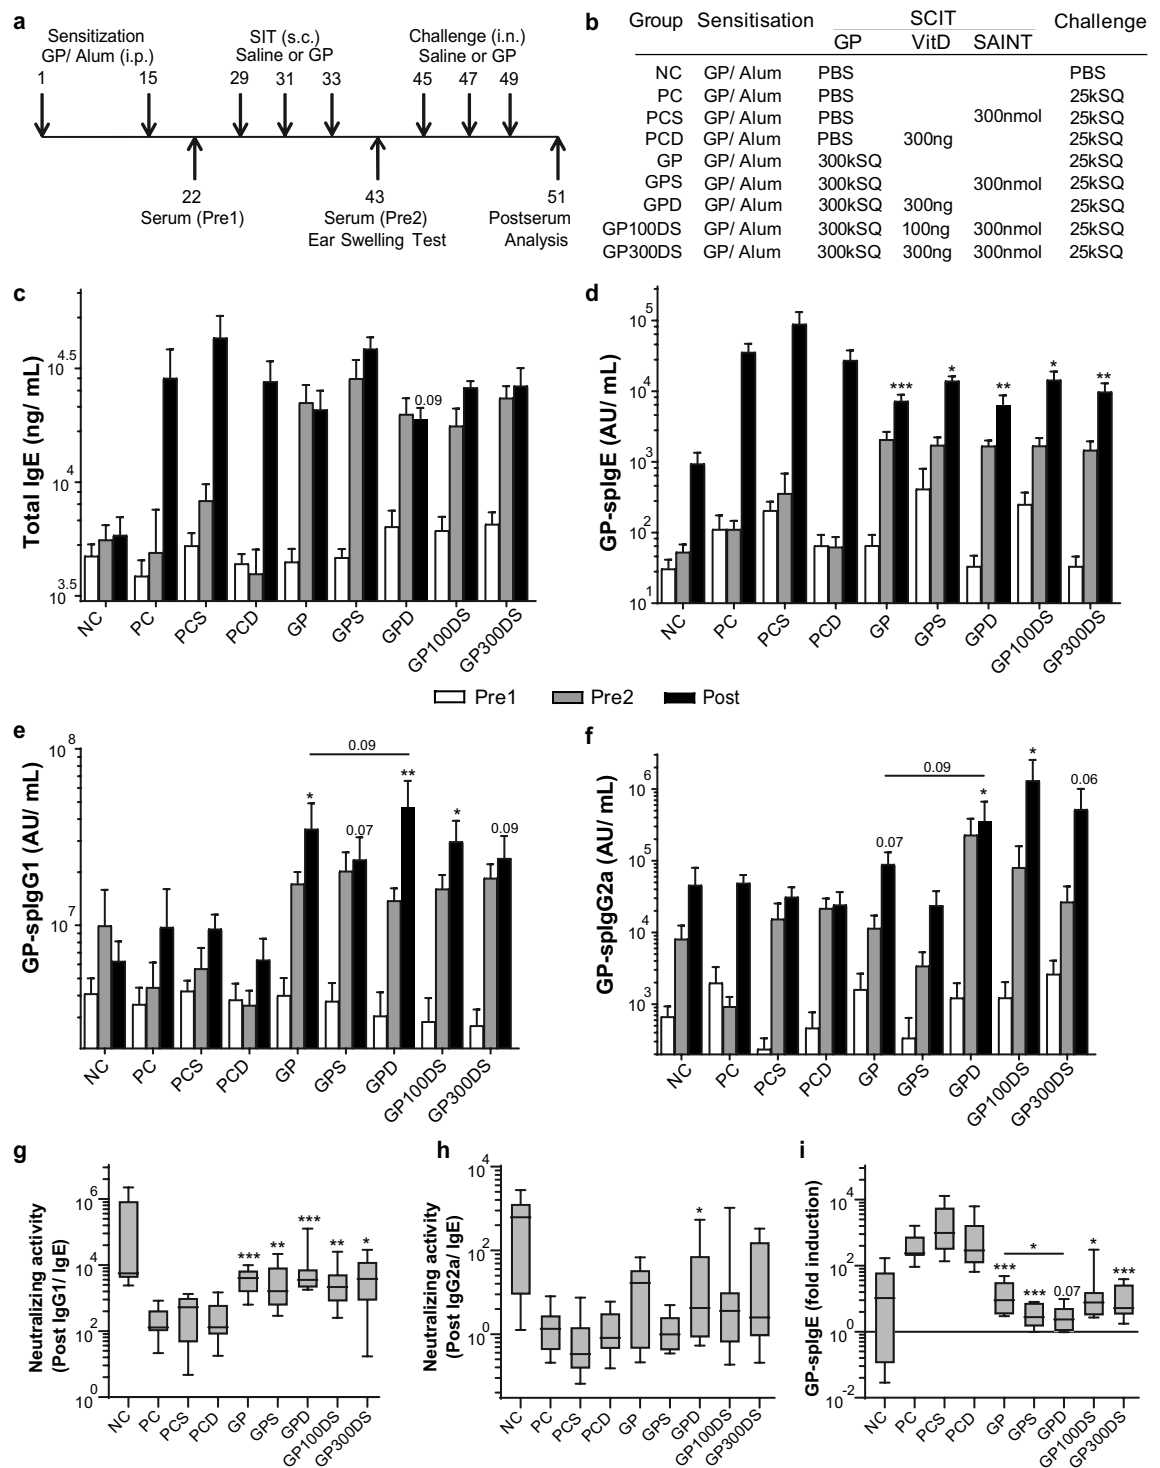 a
Sensitization
GP/ Alum (i.p.)
SIT (s.c.)
Saline or GP
Challenge (i.n.)
Saline or GP
1 15 29 31 33 45 47 49
22 43 51
Serum (Pre1)
Serum (Pre2)
Ear Swelling Test
Postserum
Analysis
b
Group Sensitisation SCIT Challenge
GP VitD SAINT
NC GP/ Alum PBS PBS
PC GP/ Alum PBS 25kSQ
PCS GP/ Alum PBS 300nmol 25kSQ
PCD GP/ Alum PBS 300ng 25kSQ
GP GP/ Alum 300kSQ 25kSQ
GPS GP/ Alum 300kSQ 300nmol 25kSQ
GPD GP/ Alum 300kSQ 300ng 25kSQ
GP100DS GP/ Alum 300kSQ 100ng 300nmol 25kSQ
GP300DS GP/ Alum 300kSQ 300ng 300nmol 25kSQ
c
Total IgE (ng/ mL)
10^4.5
10^4
10^3.5
0.09
NC PC PCS PCD GP GPS GPD GP100DS GP300DS
d
GP-spIgE (AU/ mL)
10^5
10^4
10^3
10^2
10^1
*** * ** * **
NC PC PCS PCD GP GPS GPD GP100DS GP300DS
Pre1 Pre2 Post
e
GP-spIgG1 (AU/ mL)
10^8
10^7
0.09
* 0.07 ** * 0.09
NC PC PCS PCD GP GPS GPD GP100DS GP300DS
f
GP-spIgG2a (AU/ mL)
10^6
10^5
10^4
10^3
0.09
0.07 * * 0.06
NC PC PCS PCD GP GPS GPD GP100DS GP300DS
g
Neutralizing activity
(Post IgG1/ IgE)
10^6
10^4
10^2
10^0
*** ** *** ** *
NC PC PCS PCD GP GPS GPD GP100DS GP300DS
h
Neutralizing activity
(Post IgG2a/ IgE)
10^4
10^2
10^0
*
NC PC PCS PCD GP GPS GPD GP100DS GP300DS
i
GP-spIgE (fold induction)
10^4
10^2
10^0
10^-2
*
*** *** 0.07 * ***
NC PC PCS PCD GP GPS GPD GP100DS GP300DS